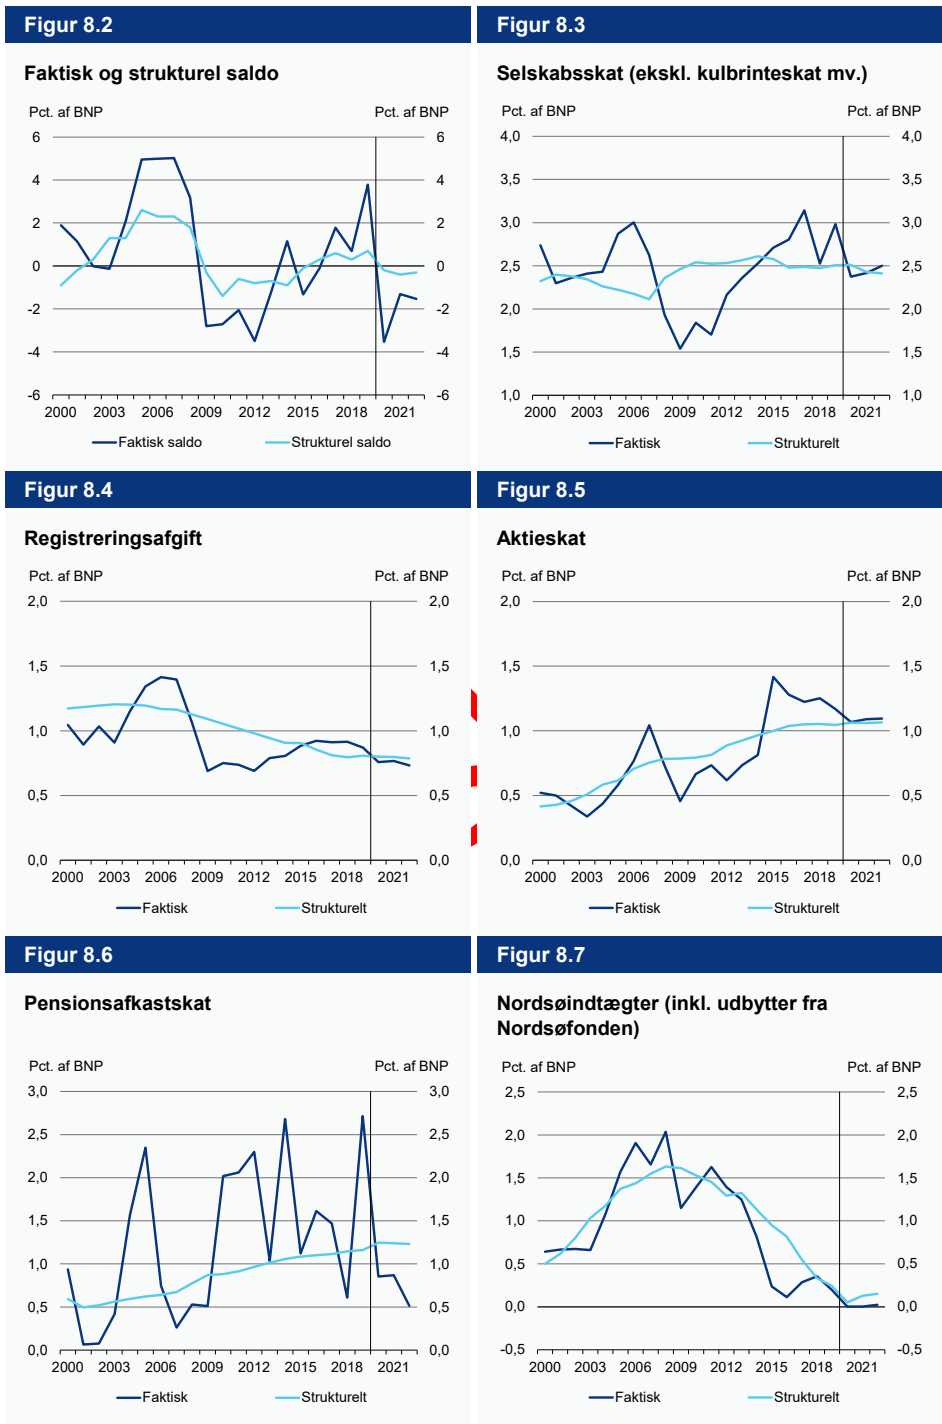 Figur 8.2
Faktisk og strukturel saldo
Pct. af BNP Pct. af BNP
6 6
4 4
2 2
0 0
-2 -2
-4 -4
-6 -6
2000 2003 2006 2009 2012 2015 2018 2021
Faktisk saldo Strukturel saldo
Figur 8.3
Selskabsskat (ekskl. kulbrinteskat mv.)
Pct. af BNP Pct. af BNP
4,0 4,0
3,5 3,5
3,0 3,0
2,5 2,5
2,0 2,0
1,5 1,5
1,0 1,0
2000 2003 2006 2009 2012 2015 2018 2021
Faktisk Strukturelt
Figur 8.4
Registreringsafgift
Pct. af BNP Pct. af BNP
2,0 2,0
1,5 1,5
1,0 1,0
0,5 0,5
0,0 0,0
2000 2003 2006 2009 2012 2015 2018 2021
Faktisk Strukturelt
Figur 8.5
Aktieskat
Pct. af BNP Pct. af BNP
2,0 2,0
1,5 1,5
1,0 1,0
0,5 0,5
0,0 0,0
2000 2003 2006 2009 2012 2015 2018 2021
Faktisk Strukturelt
Figur 8.6
Pensionsafkastskat
Pct. af BNP Pct. af BNP
3,0 3,0
2,5 2,5
2,0 2,0
1,5 1,5
1,0 1,0
0,5 0,5
0,0 0,0
2000 2003 2006 2009 2012 2015 2018 2021
Faktisk Strukturelt
Figur 8.7
Nordsøindtægter (inkl. udbytter fra
Nordsøfonden)
Pct. af BNP Pct. af BNP
2,5 2,5
2,0 2,0
1,5 1,5
1,0 1,0
0,5 0,5
0,0 0,0
-0,5 -0,5
2000 2003 2006 2009 2012 2015 2018 2021
Faktisk Strukturelt